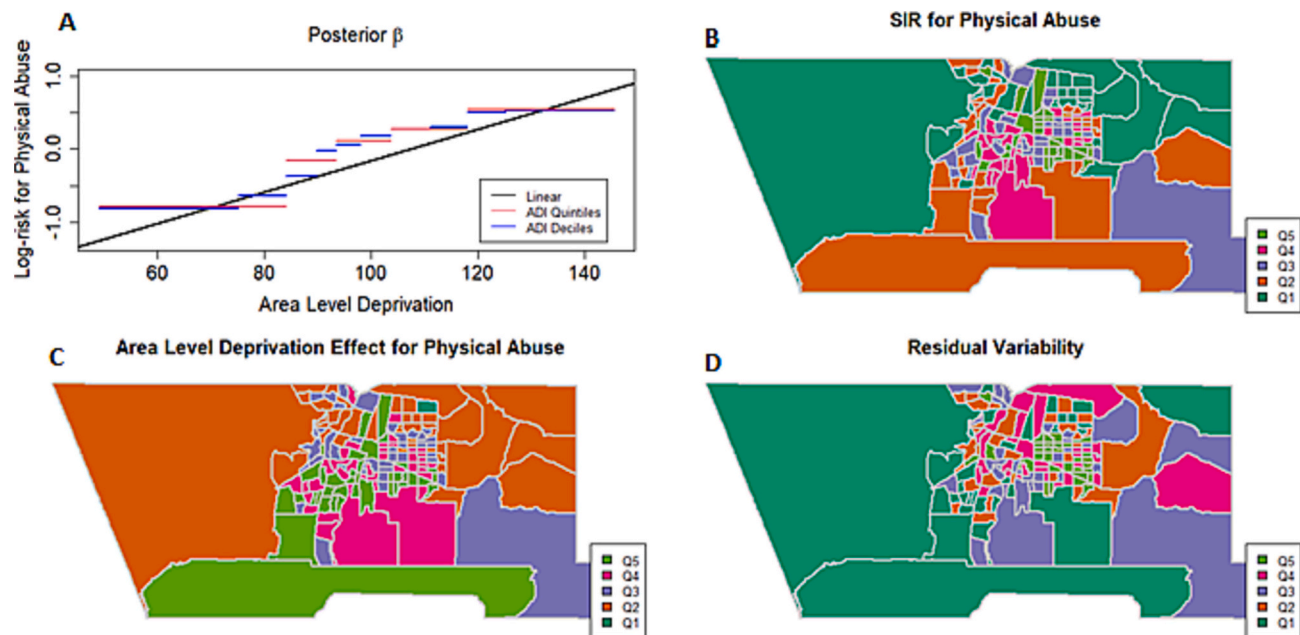 A
Posterior β
Log-risk for Physical Abuse
1.0
0.0
-1.0
Linear
ADI Quintiles
ADI Deciles
60
80
100
120
140
Area Level Deprivation
B
SIR for Physical Abuse
Q5
Q4
Q3
Q2
Q1
C
Area Level Deprivation Effect for Physical Abuse
Q5
Q4
Q3
Q2
Q1
D
Residual Variability
Q5
Q4
Q3
Q2
Q1